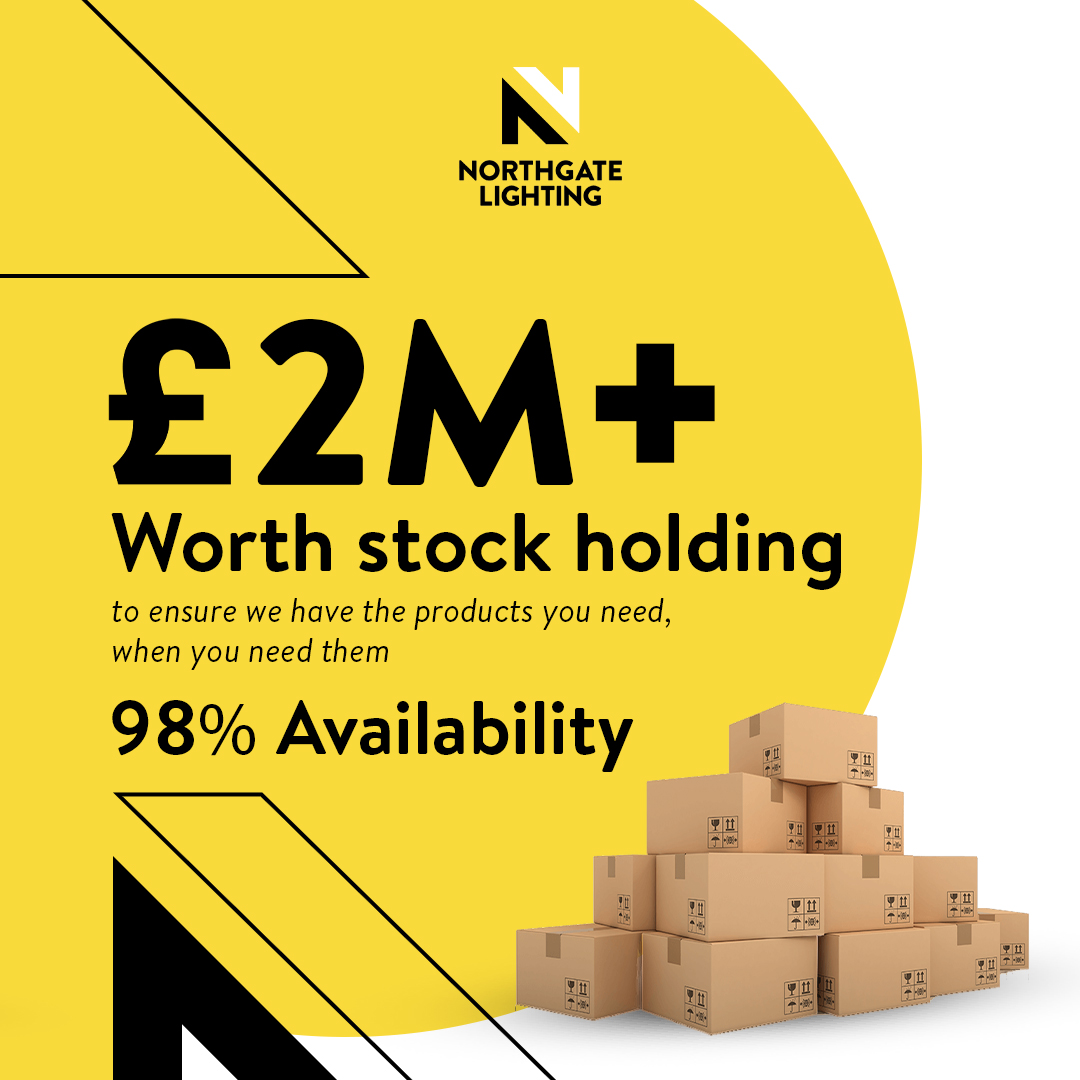 NORTHGATE
LIGHTING
£2M+
Worth stock holding
to ensure we have the products you need,
when you need them
98% Availability